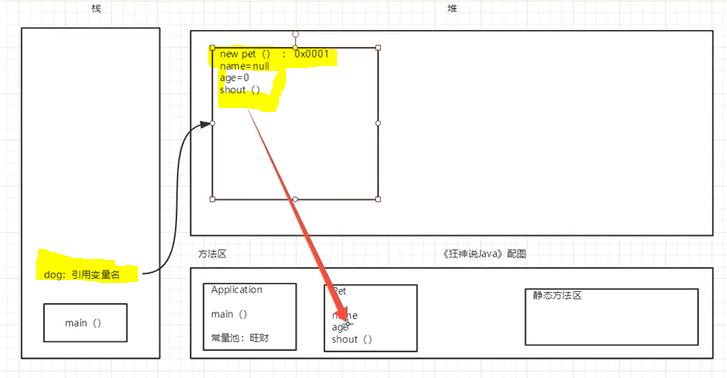 栈
堆
new pet（） ： 0x0001
name=null
age=0
shout（）
dog：引用变量名
main（）
方法区
《狂神说Java》配图
Application
main（）
常量池：旺财
Pet
name
age
shout（）
静态方法区